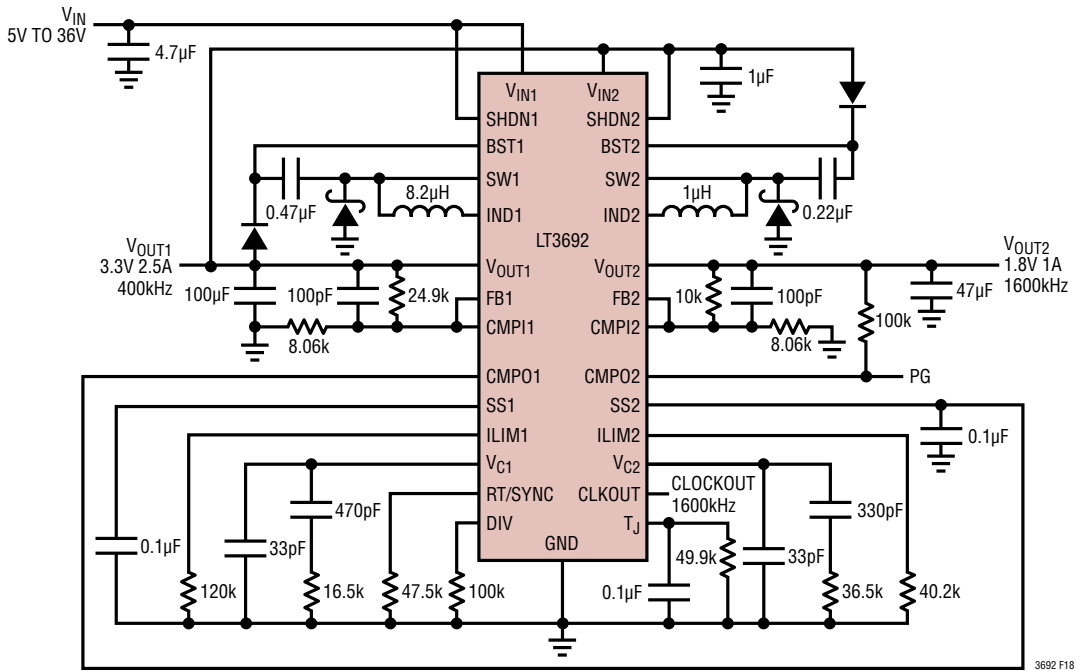 VIN
5V TO 36V
4.7µF
1µF
VIN1
VIN2
SHDN1
SHDN2
BST1
BST2
SW1
SW2
0.47µF
8.2µH
1µH
0.22µF
IND1
IND2
LT3692
VOUT1
3.3V 2.5A
400kHz
VOUT1
VOUT2
VOUT2
1.8V 1A
1600kHz
100µF
100pF
24.9k
FB1
FB2
10k
100pF
47µF
100k
8.06k
CMPI1
CMPI2
8.06k
CMPO1
CMPO2
PG
SS1
SS2
0.1µF
ILIM1
ILIM2
VC1
VC2
RT/SYNC
CLKOUT
CLOCKOUT
1600kHz
470pF
330pF
DIV
TJ
GND
0.1µF
33pF
49.9k
33pF
120k
16.5k
47.5k
100k
0.1µF
36.5k
40.2k
3692 F18